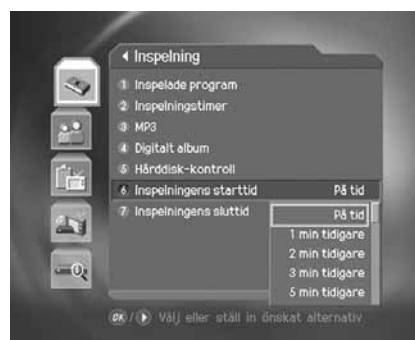 Inspelning
1 Inspelade program
2 Inspelningstimer
3 MP3
4 Digitalt album
5 Hårddisk-kontroll
6 Inspelningens starttid På tid
7 Inspelningens sluttid
På tid
1 min tidigare
2 min tidigare
3 min tidigare
5 min tidigare
OK / Välj eller ställ in önskat alternativ